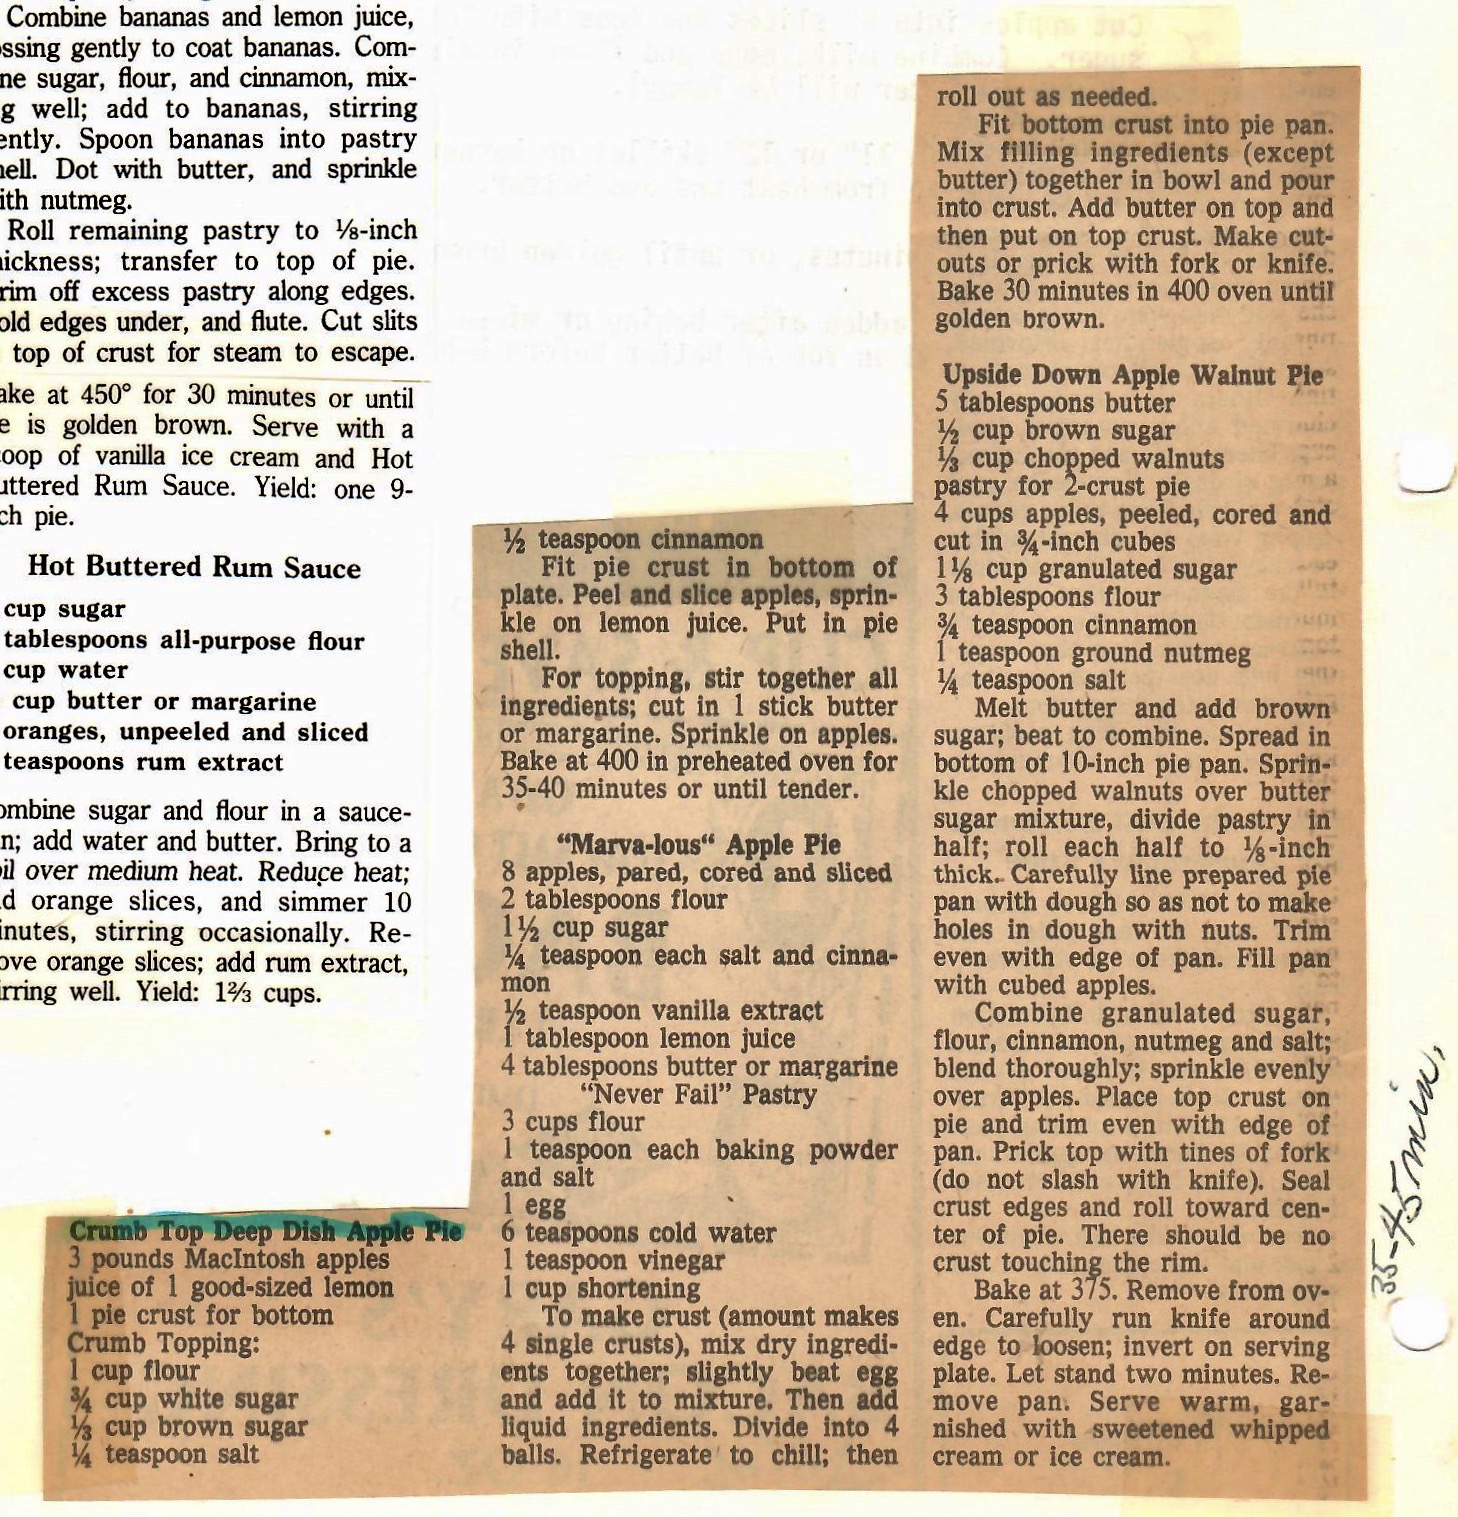 Combine bananas and lemon juice,
ossing gently to coat bananas. Com-
ne sugar, flour, and cinnamon, mix-
g well; add to bananas, stirring
ently. Spoon bananas into pastry
nell. Dot with butter, and sprinkle
ith nutmeg.
Roll remaining pastry to ⅛-inch
hickness; transfer to top of pie.
rim off excess pastry along edges.
old edges under, and flute. Cut slits
top of crust for steam to escape.
ake at 450° for 30 minutes or until
e is golden brown. Serve with a
oop of vanilla ice cream and Hot
uttered Rum Sauce. Yield: one 9-
ch pie.
Hot Buttered Rum Sauce
cup sugar
tablespoons all-purpose flour
cup water
cup butter or margarine
oranges, unpeeled and sliced
teaspoons rum extract
ombine sugar and flour in a sauce-
n; add water and butter. Bring to a
oil over medium heat. Reduce heat;
d orange slices, and simmer 10
inutes, stirring occasionally. Re-
ove orange slices; add rum extract,
irring well. Yield: 1⅔ cups.
Crumb Top Deep Dish Apple Pie
3 pounds MacIntosh apples
juice of 1 good-sized lemon
1 pie crust for bottom
Crumb Topping:
1 cup flour
¾ cup white sugar
⅓ cup brown sugar
¼ teaspoon salt
½ teaspoon cinnamon
Fit pie crust in bottom of
plate. Peel and slice apples, sprin-
kle on lemon juice. Put in pie
shell.
For topping, stir together all
ingredients; cut in 1 stick butter
or margarine. Sprinkle on apples.
Bake at 400 in preheated oven for
35-40 minutes or until tender.
“Marva-lous“ Apple Pie
8 apples, pared, cored and sliced
2 tablespoons flour
1½ cup sugar
¼ teaspoon each salt and cinna-
mon
½ teaspoon vanilla extract
1 tablespoon lemon juice
4 tablespoons butter or margarine
“Never Fail” Pastry
3 cups flour
1 teaspoon each baking powder
and salt
1 egg
6 teaspoons cold water
1 teaspoon vinegar
1 cup shortening
To make crust (amount makes
4 single crusts), mix dry ingredi-
ents together; slightly beat egg
and add it to mixture. Then add
liquid ingredients. Divide into 4
balls. Refrigerate to chill; then
roll out as needed.
Fit bottom crust into pie pan.
Mix filling ingredients (except
butter) together in bowl and pour
into crust. Add butter on top and
then put on top crust. Make cut-
outs or prick with fork or knife.
Bake 30 minutes in 400 oven until
golden brown.
Upside Down Apple Walnut Pie
5 tablespoons butter
½ cup brown sugar
⅓ cup chopped walnuts
pastry for 2-crust pie
4 cups apples, peeled, cored and
cut in ¾-inch cubes
1⅛ cup granulated sugar
3 tablespoons flour
¾ teaspoon cinnamon
1 teaspoon ground nutmeg
¼ teaspoon salt
Melt butter and add brown
sugar; beat to combine. Spread in
bottom of 10-inch pie pan. Sprin-
kle chopped walnuts over butter
sugar mixture, divide pastry in
half; roll each half to ⅛-inch
thick. Carefully line prepared pie
pan with dough so as not to make
holes in dough with nuts. Trim
even with edge of pan. Fill pan
with cubed apples.
Combine granulated sugar,
flour, cinnamon, nutmeg and salt;
blend thoroughly; sprinkle evenly
over apples. Place top crust on
pie and trim even with edge of
pan. Prick top with tines of fork
(do not slash with knife). Seal
crust edges and roll toward cen-
ter of pie. There should be no
crust touching the rim.
Bake at 375. Remove from ov-
en. Carefully run knife around
edge to loosen; invert on serving
plate. Let stand two minutes. Re-
move pan. Serve warm, gar-
nished with sweetened whipped
cream or ice cream.
35-45 min.